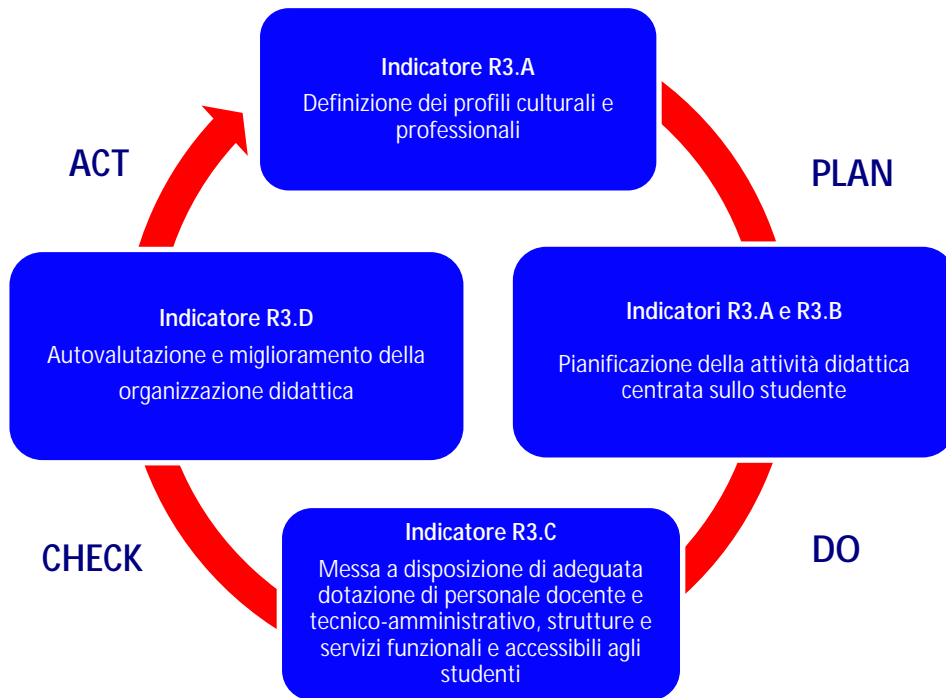 Indicatore R3.A
Definizione dei profili culturali e
professionali
ACT
PLAN
Indicatore R3.D
Autovalutazione e miglioramento della
organizzazione didattica
Indicatori R3.A e R3.B
Pianificazione della attività didattica
centrata sullo studente
CHECK
DO
Indicatore R3.C
Messa a disposizione di adeguata
dotazione di personale docente e
tecnico-amministrativo, strutture e
servizi funzionali e accessibili agli
studenti